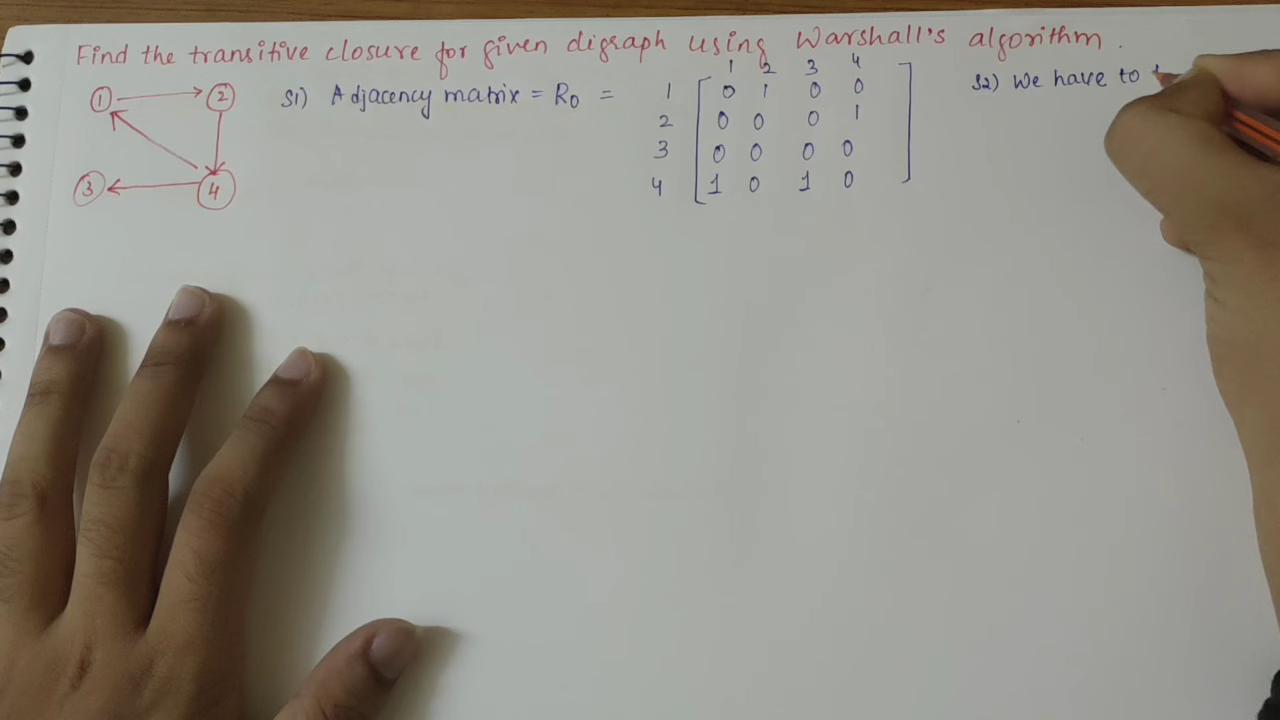 Find the transitive closure for given digraph using Warshall's algorithm.
1 2 3 4
① ② S1) Adjacency matrix = R0 = 1 0 1 0 0 S2) We have to
2 0 0 0 1
3 0 0 0 0
③ ④ 4 1 0 1 0